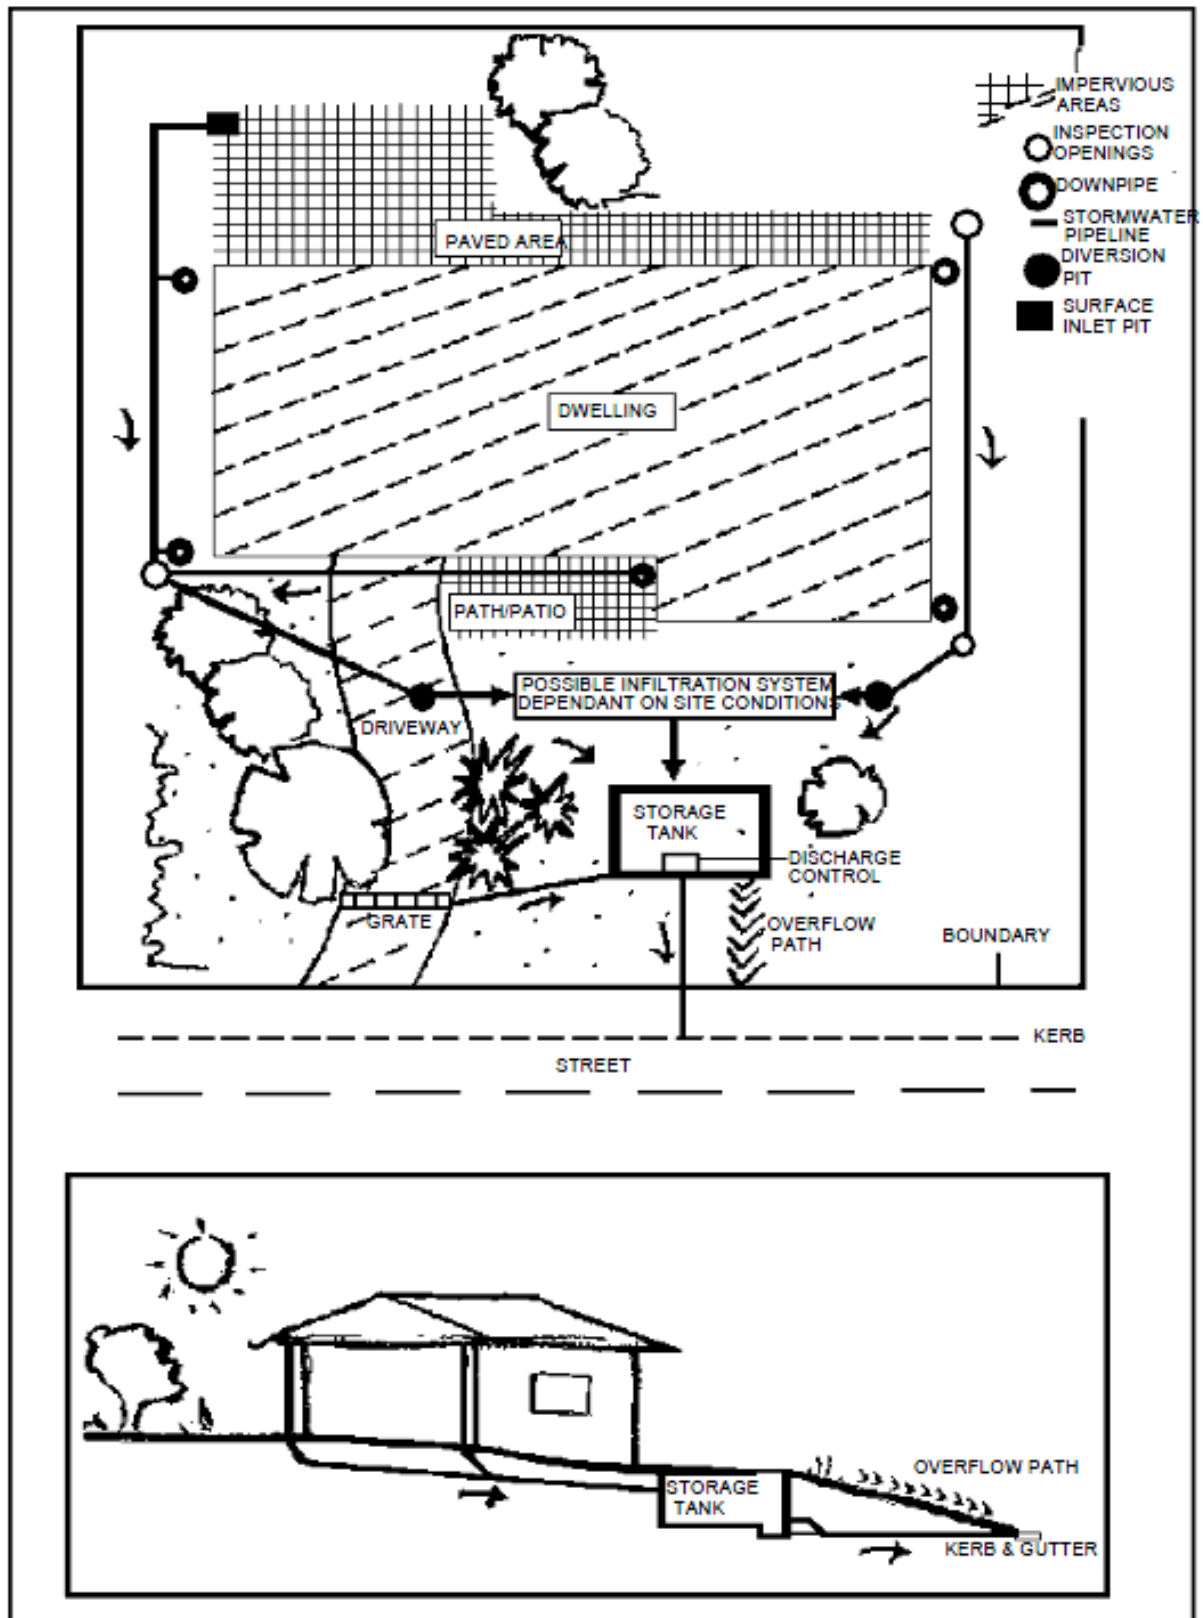 IMPERVIOUS
AREAS
INSPECTION
OPENINGS
DOWNPIPE
STORMWATER
PIPELINE
DIVERSION
PIT
SURFACE
INLET PIT
PAVED AREA
DWELLING
PATH/PATIO
POSSIBLE INFILTRATION SYSTEM
DEPENDANT ON SITE CONDITIONS
DRIVEWAY
STORAGE
TANK
DISCHARGE
CONTROL
GRATE
OVERFLOW
PATH
BOUNDARY
KERB
STREET
OVERFLOW PATH
STORAGE
TANK
KERB & GUTTER